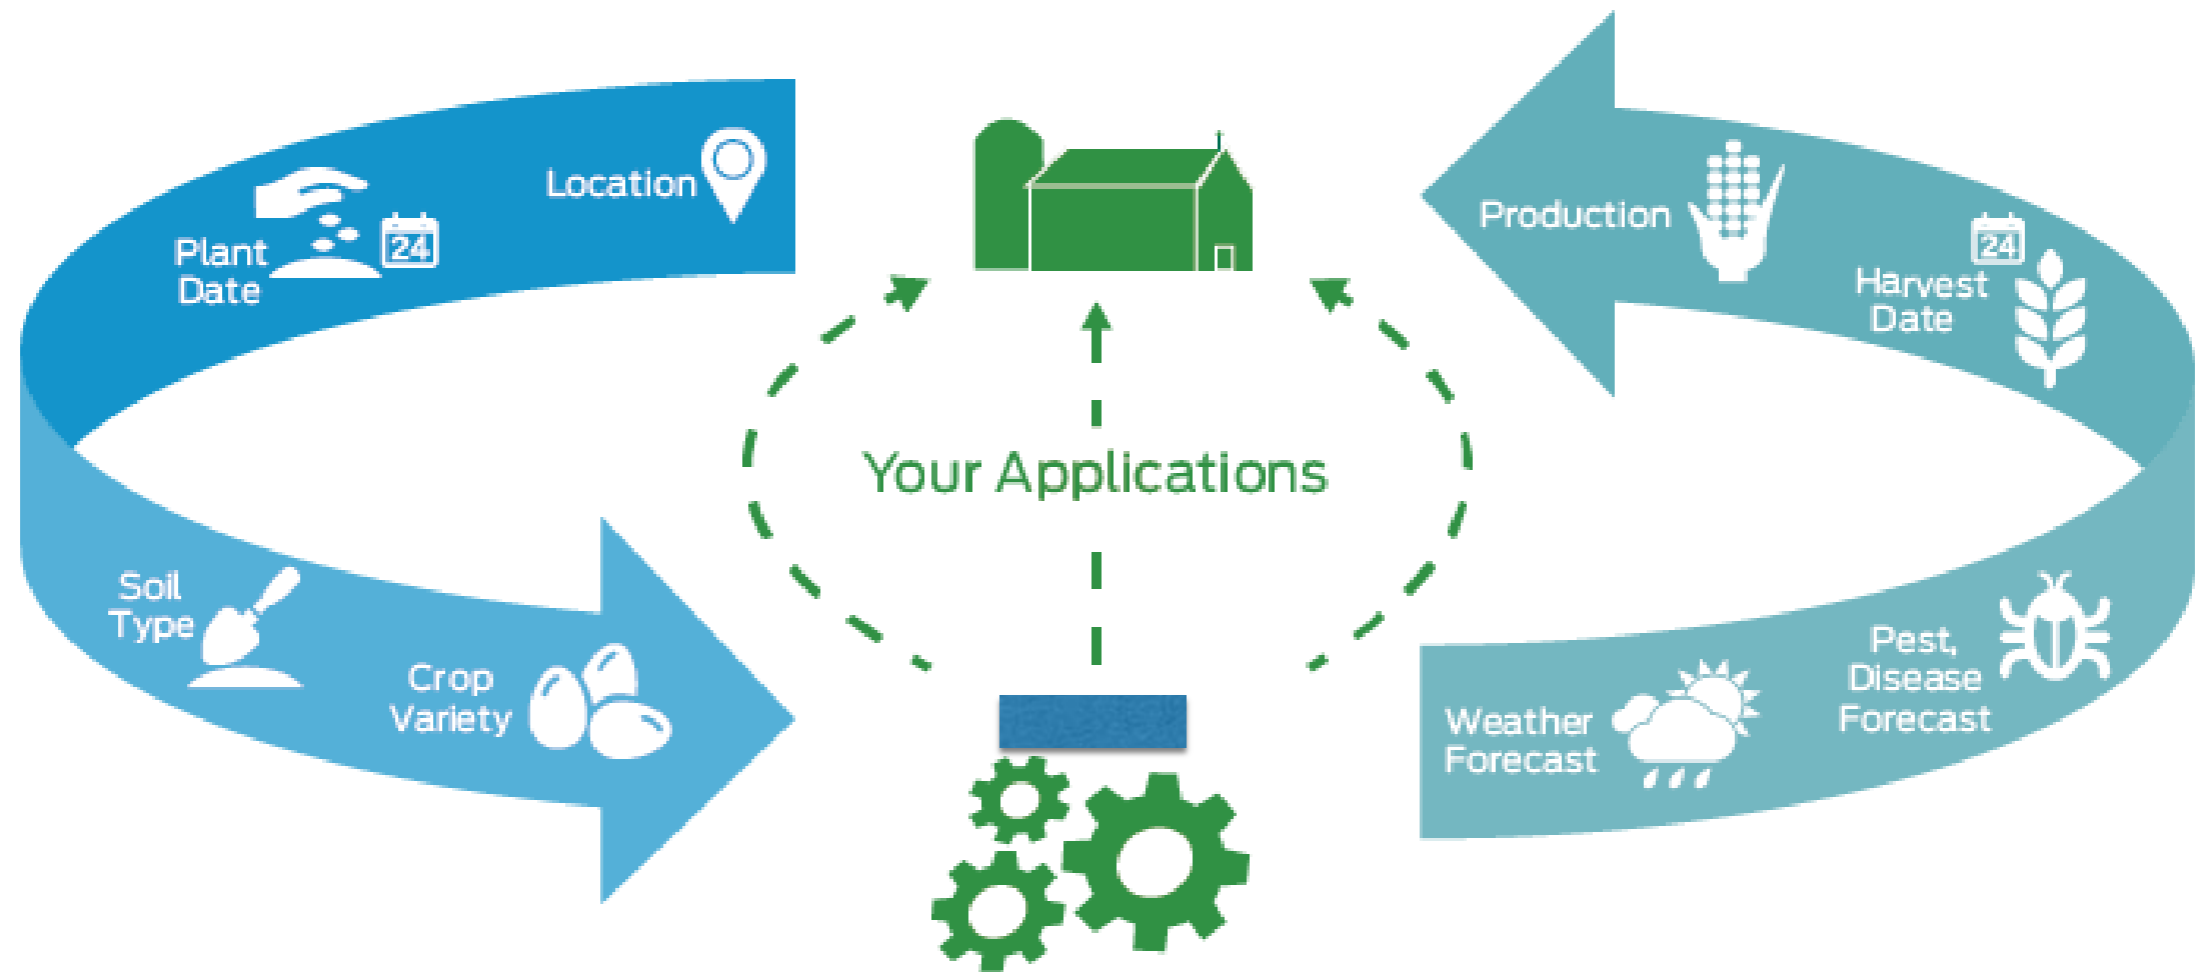 Location
Plant
Date
24
Soil
Type
Crop
Variety
Your Applications
Production
24
Harvest
Date
Pest,
Disease
Forecast
Weather
Forecast